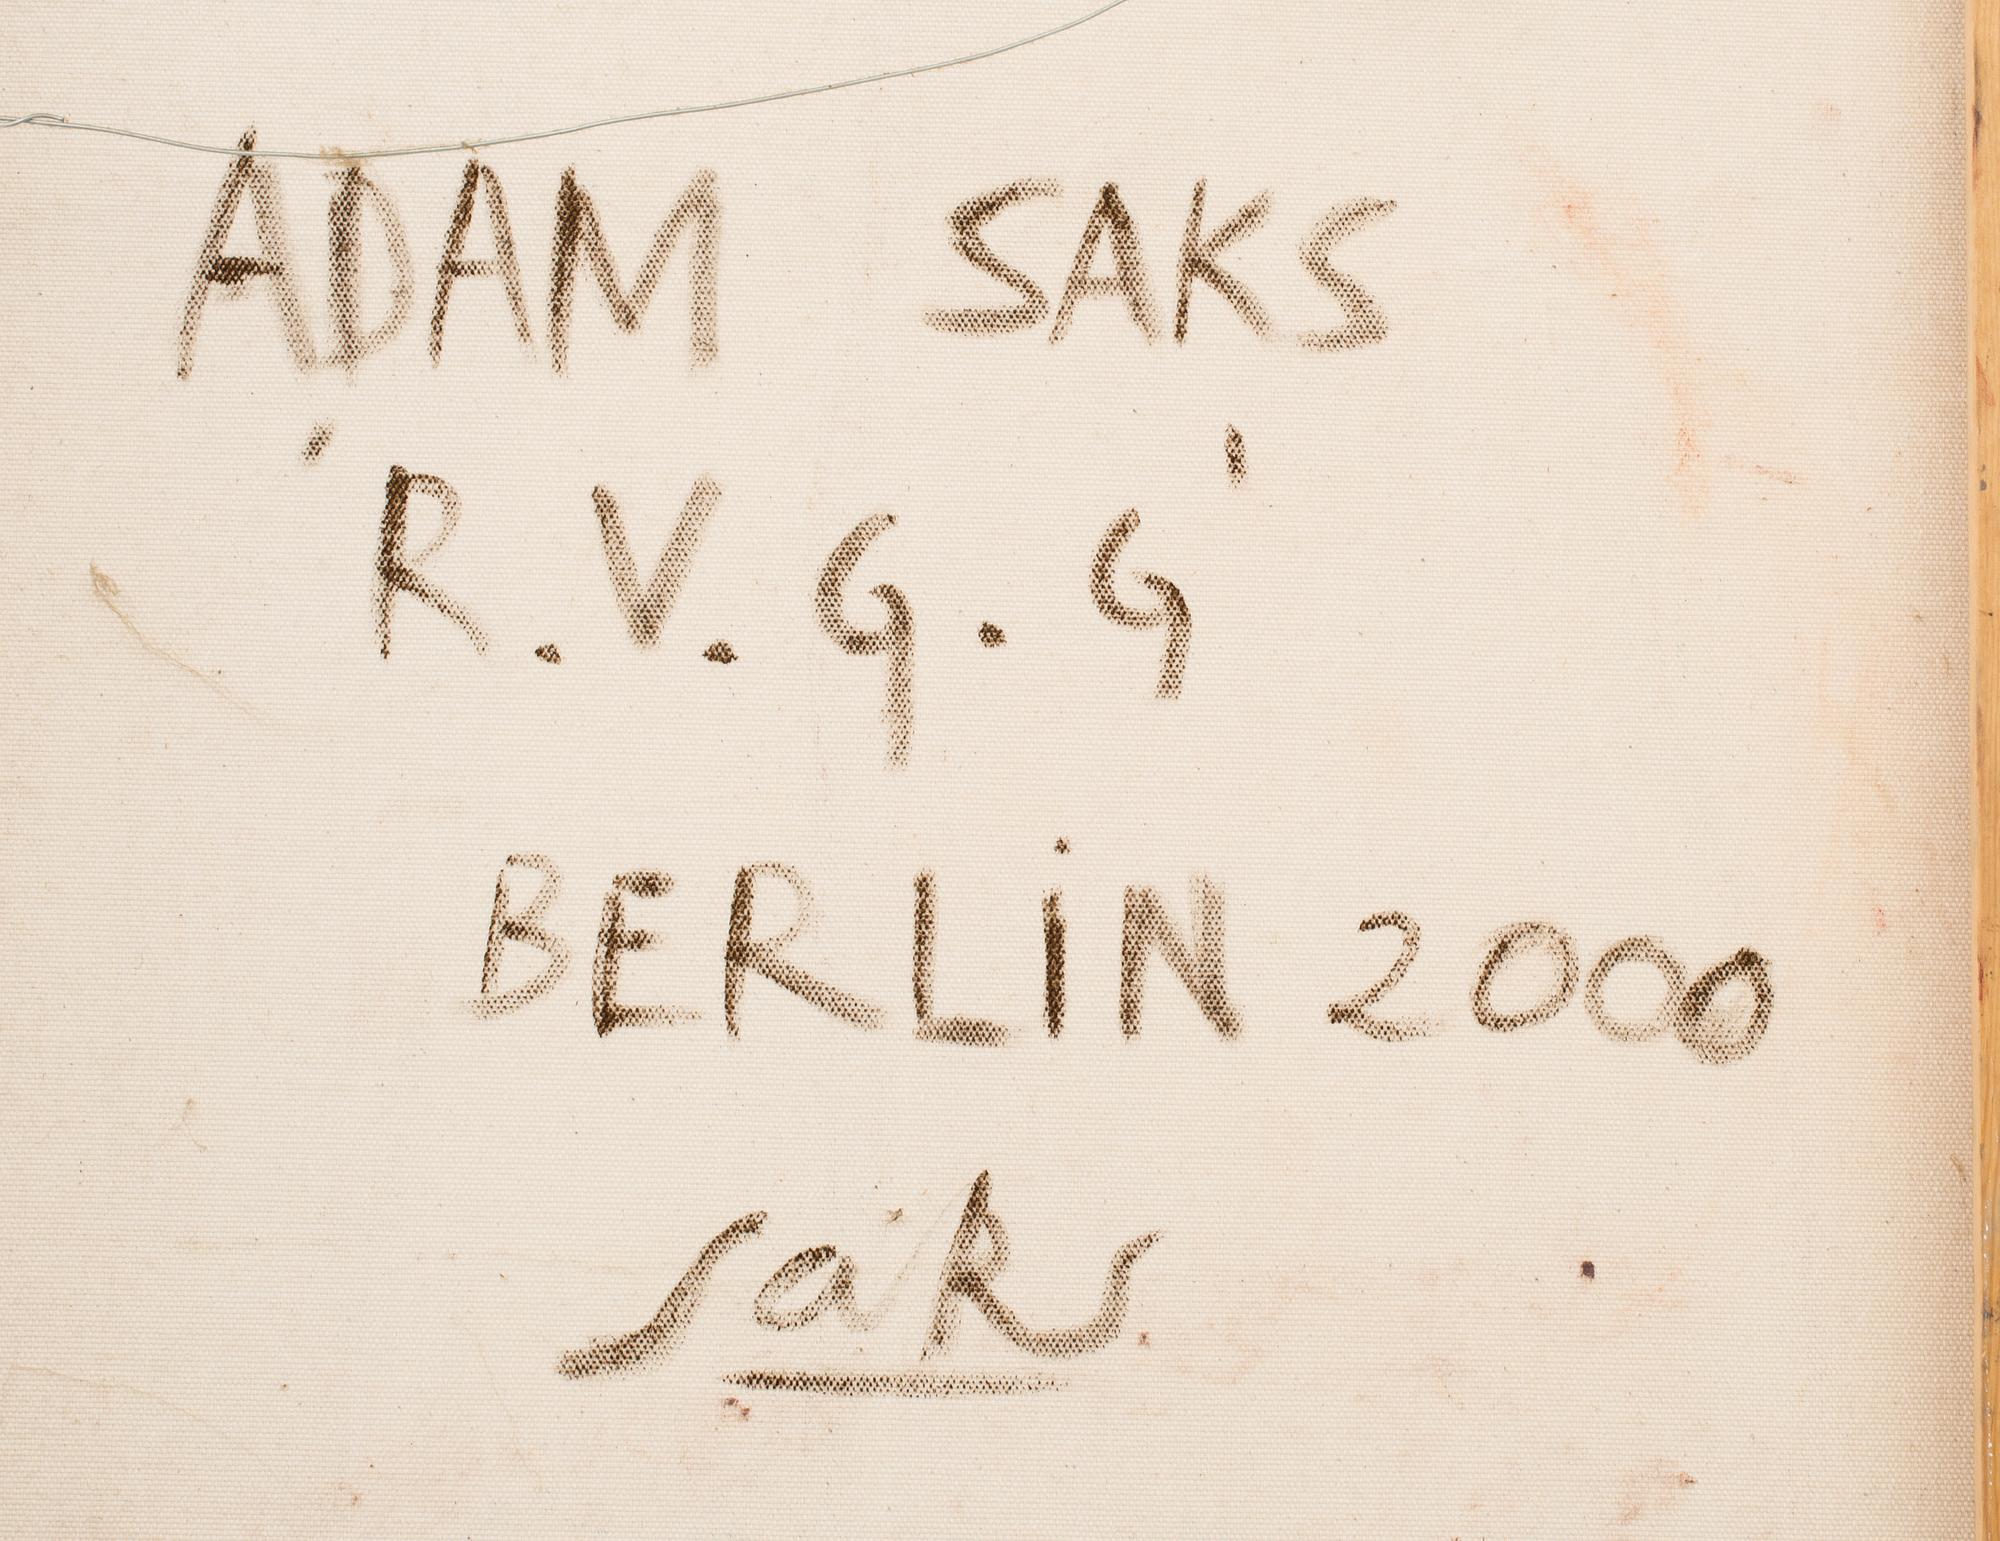 ADAM SAKS
'R.V.G.G'
BERLiN 2000
saks